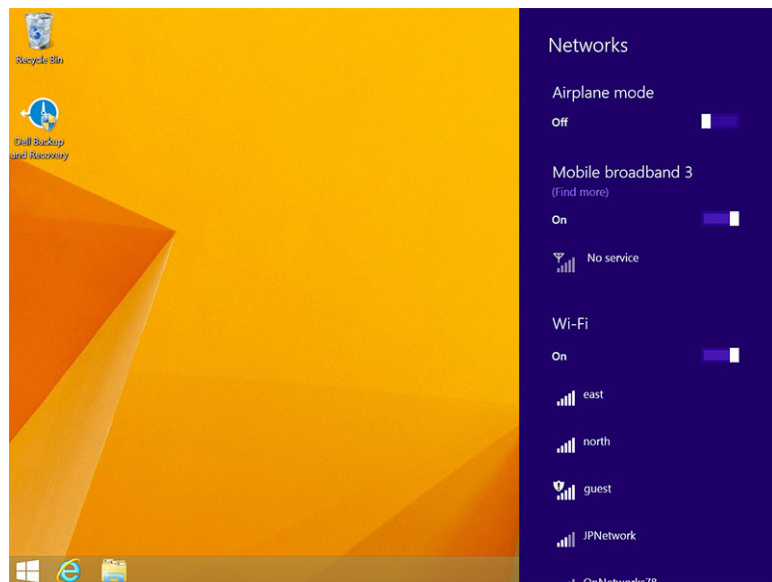 Recycle Bin
Dell Backup
and Recovery
Networks
Airplane mode
Off
Mobile broadband 3
(Find more)
On
No service
Wi-Fi
On
east
north
guest
JPNetwork
OnNetworks78